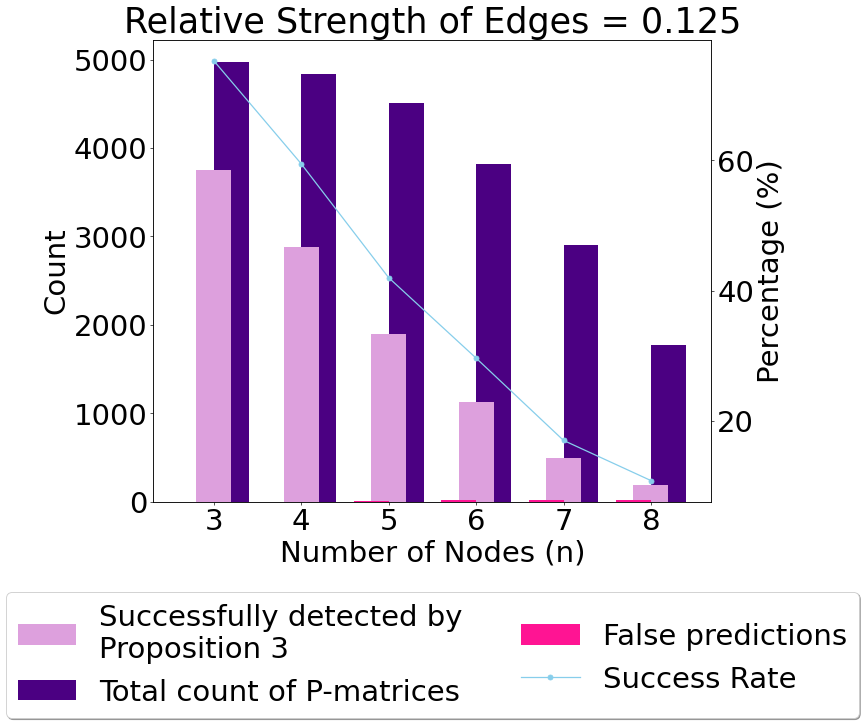 Relative Strength of Edges = 0.125
5000
4000
3000
2000
1000
0
Count
60
40
20
Percentage (%)
3 4 5 6 7 8
Number of Nodes (n)
Successfully detected by
Proposition 3
Total count of P-matrices
False predictions
Success Rate